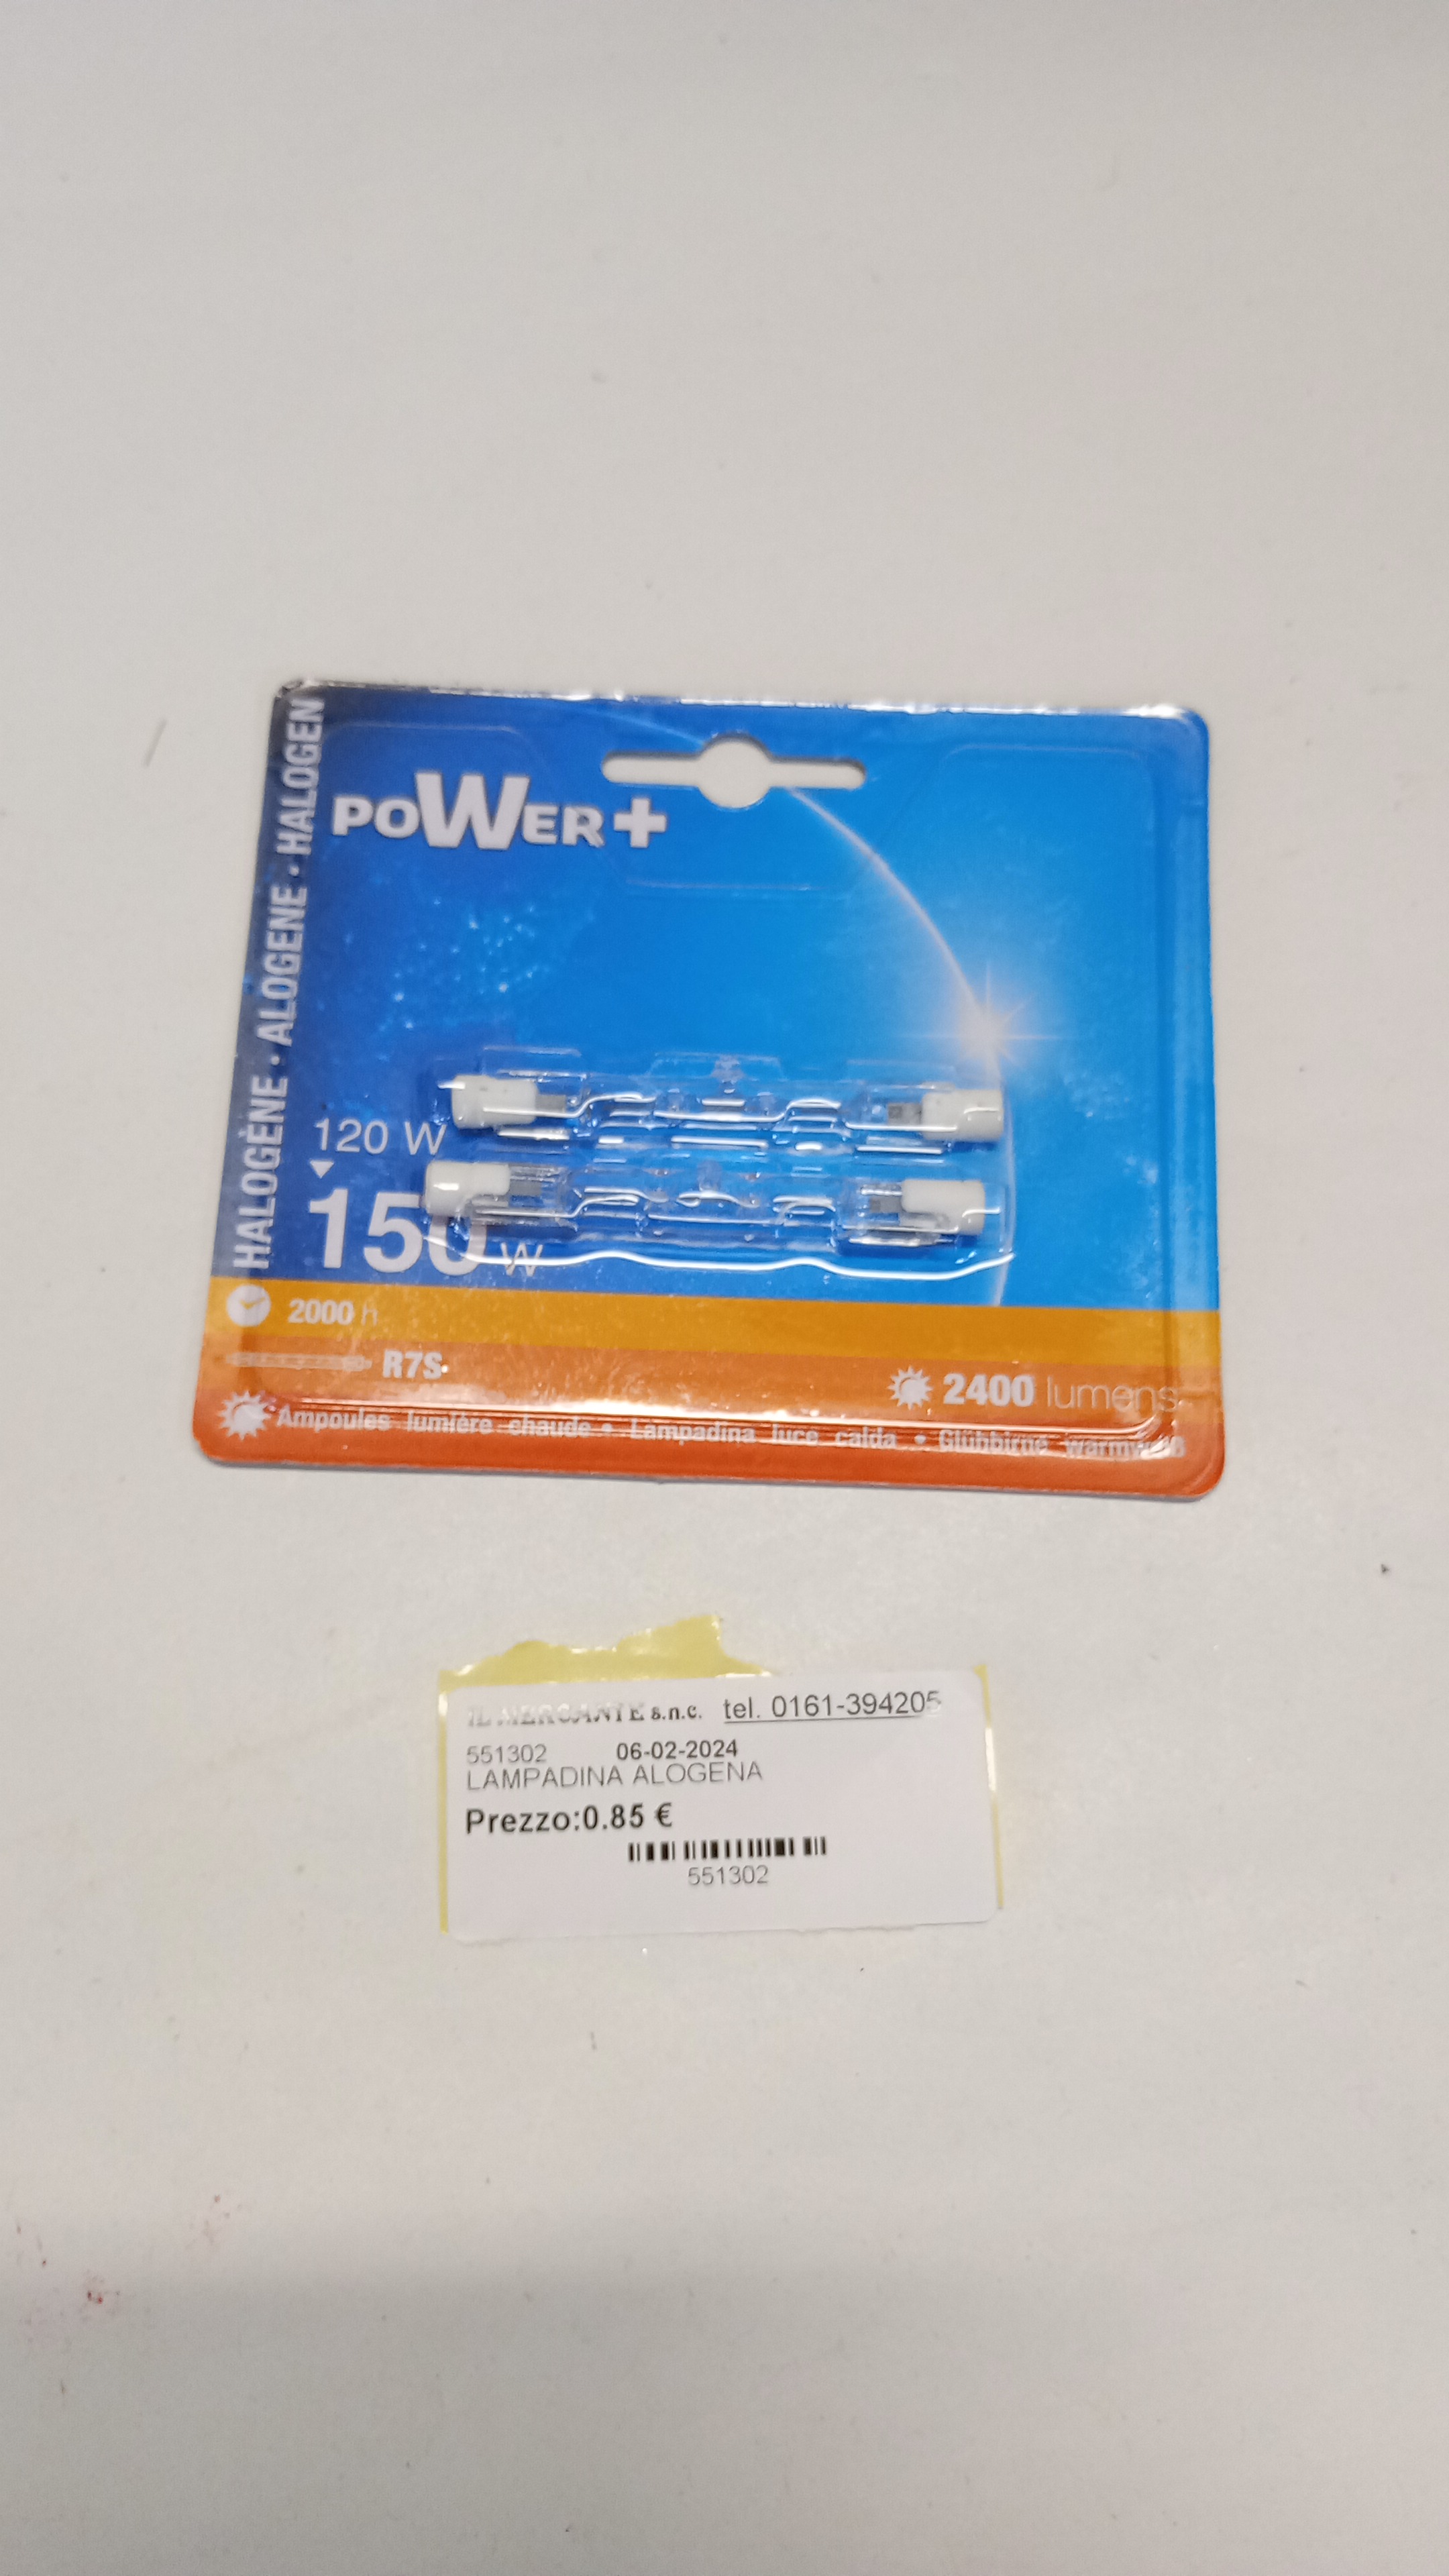 HALOGÈNE · ALOGENE · HALOGEN
POWER+
120 W
150 W
2000 h
R7S
2400 lumens
Ampoules lumière chaude • Lampadina luce calda • Glühbirne
IL MERCANTE s.n.c. tel. 0161-394205
551302 06-02-2024
LAMPADINA ALOGENA
Prezzo:0.85 €
551302